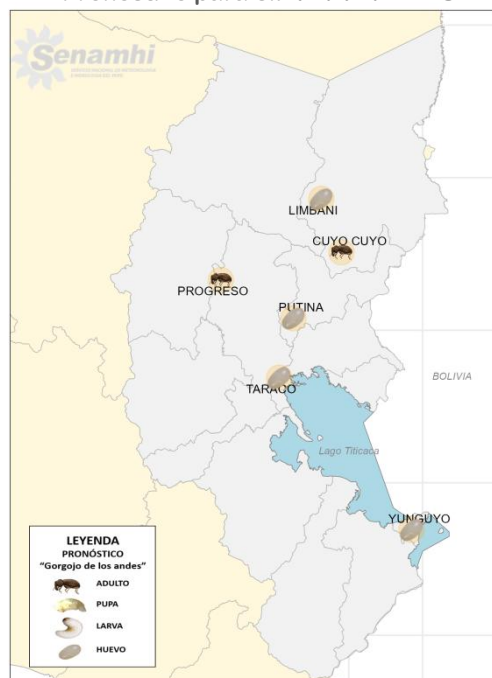 Senamhi
LIMBANI
CUYO CUYO
PROGRESO
PUTINA
TARACO
BOLIVIA
Lago Titicaca
YUNGUYO
LEYENDA
PRONÓSTICO
“Gorgojo de los andes”
ADULTO
PUPA
LARVA
HUEVO